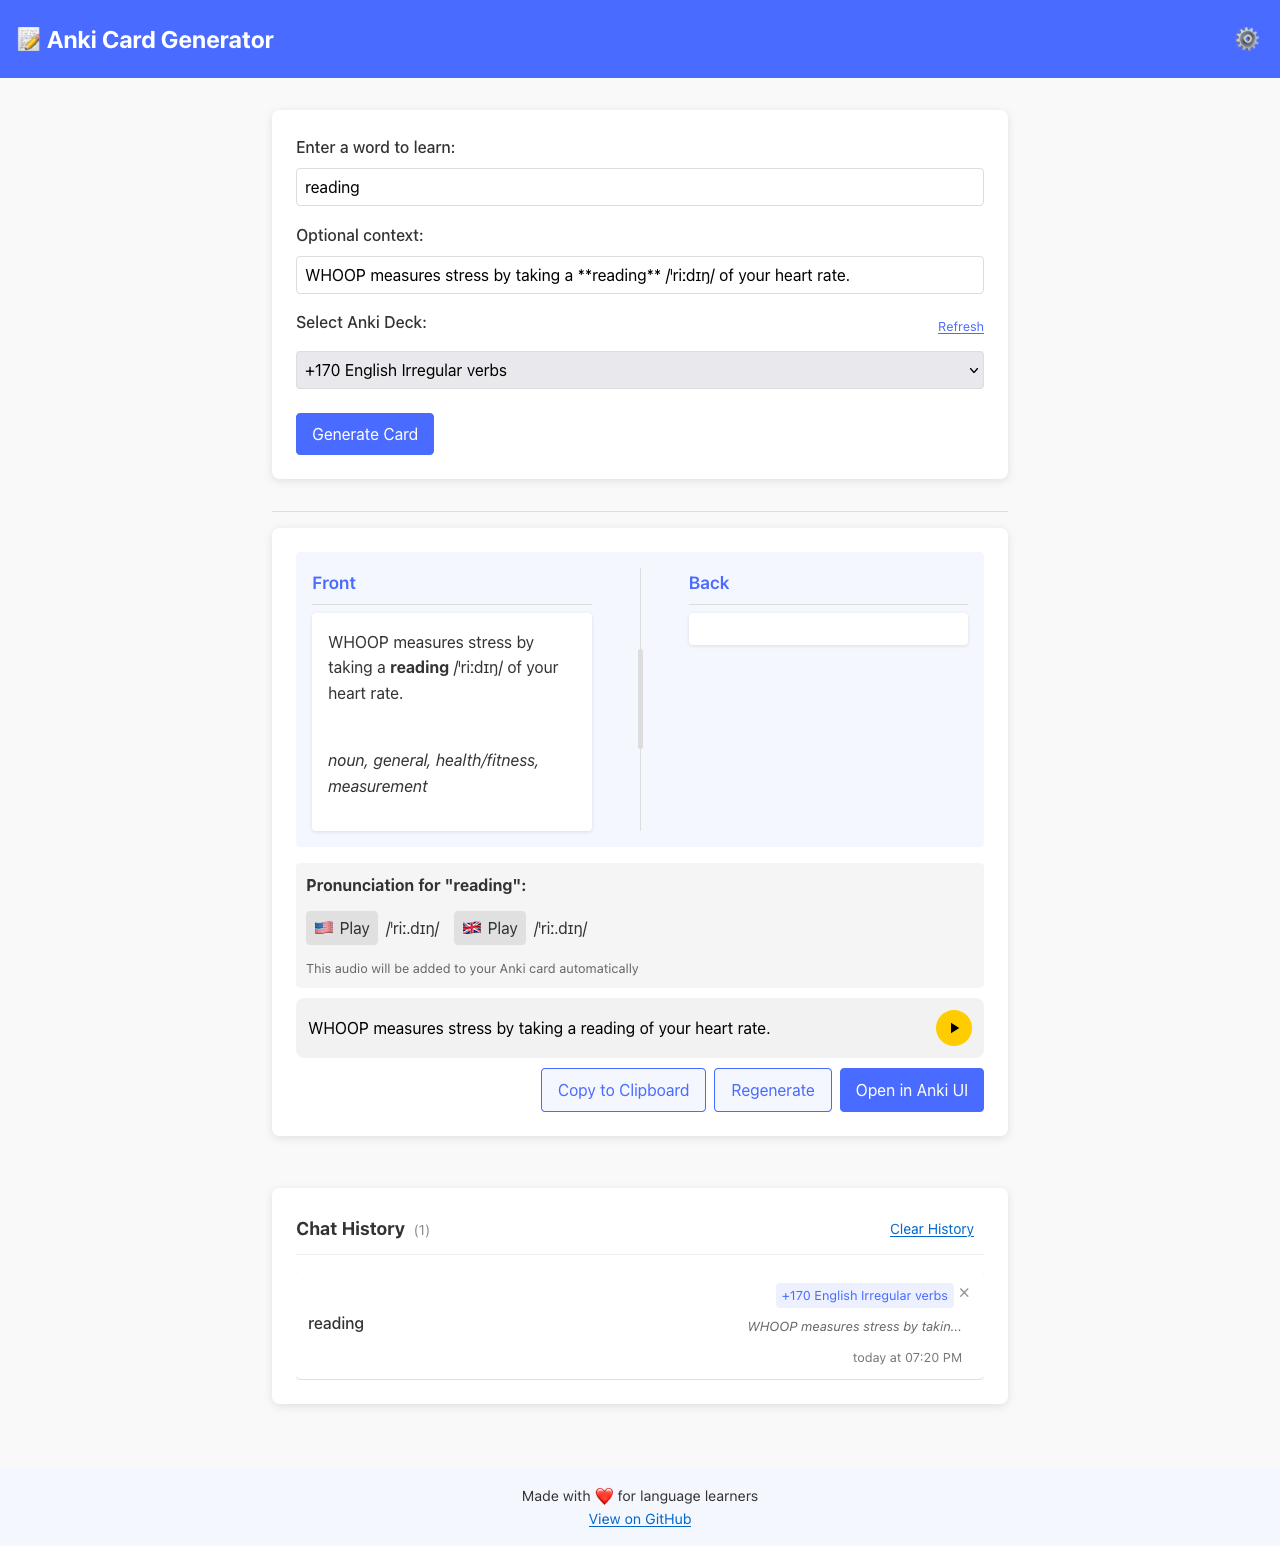 📝 Anki Card Generator
⚙️
Enter a word to learn:
reading
Optional context:
WHOOP measures stress by taking a **reading** /ˈriːdɪŋ/ of your heart rate.
Select Anki Deck:
Refresh
+170 English Irregular verbs
Generate Card
Front
WHOOP measures stress by
taking a reading /ˈriːdɪŋ/ of your
heart rate.
noun, general, health/fitness,
measurement
Back
Pronunciation for "reading":
🇺🇸 Play /ˈriː.dɪŋ/ 🇬🇧 Play /ˈriː.dɪŋ/
This audio will be added to your Anki card automatically
WHOOP measures stress by taking a reading of your heart rate.
Copy to Clipboard
Regenerate
Open in Anki UI
Chat History (1)
Clear History
+170 English Irregular verbs ×
reading
WHOOP measures stress by takin...
today at 07:20 PM
Made with ❤️ for language learners
View on GitHub